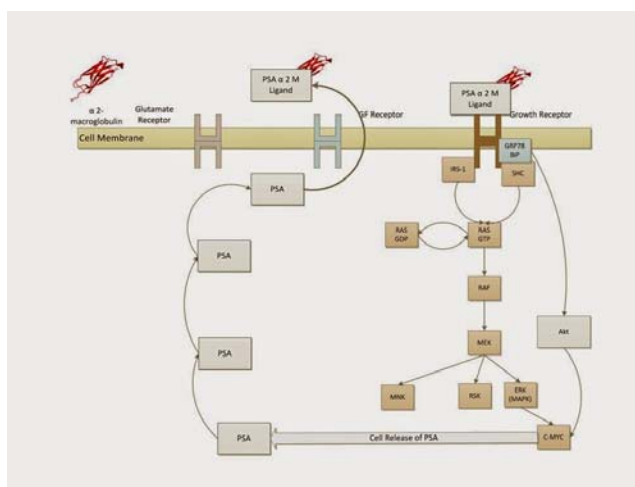 PSA α 2 M
Ligand
PSA α 2 M
Ligand
α 2-
macroglobulin
Glutamate
Receptor
GF Receptor
Growth Receptor
Cell Membrane
GRP78
BiP
IRS-1
SHC
PSA
RAS
GDP
RAS
GTP
PSA
RAF
Akt
MEK
PSA
MNK
RSK
ERK
(MAPK)
PSA
Cell Release of PSA
C-MYC